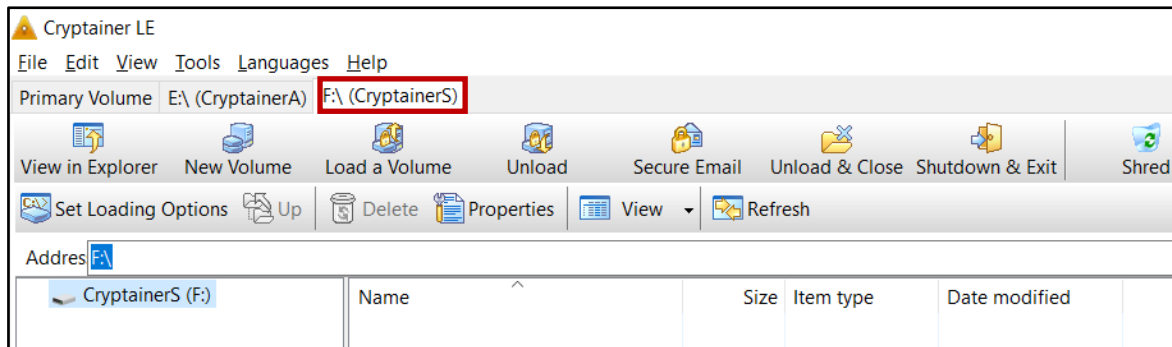 Cryptainer LE
File Edit View Tools Languages Help
Primary Volume E:\ (CryptainerA) F:\ (CryptainerS)
View in Explorer New Volume Load a Volume Unload Secure Email Unload & Close Shutdown & Exit Shred
Set Loading Options Up Delete Properties View Refresh
Addres F:\
CryptainerS (F:) Name Size Item type Date modified